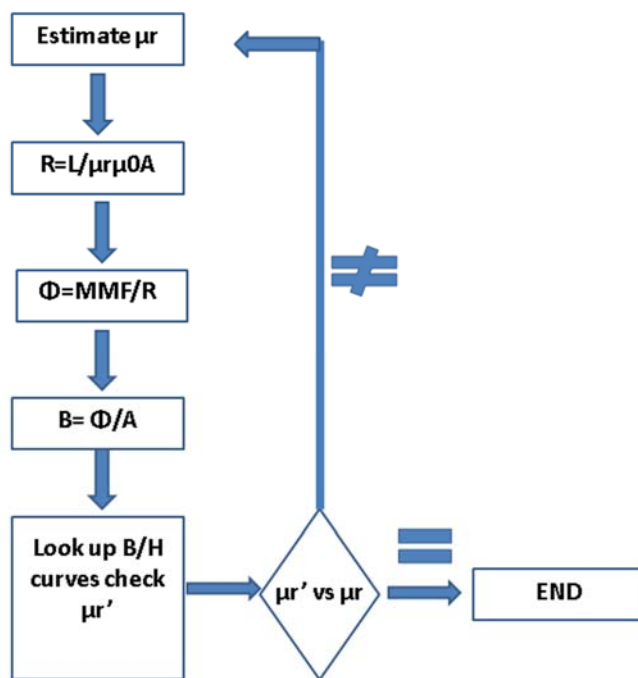 Estimate µr
R=L/µrµ0A
Φ=MMF/R
B= Φ/A
Look up B/H
curves check
µr’
µr’ vs µr
≠
=
END